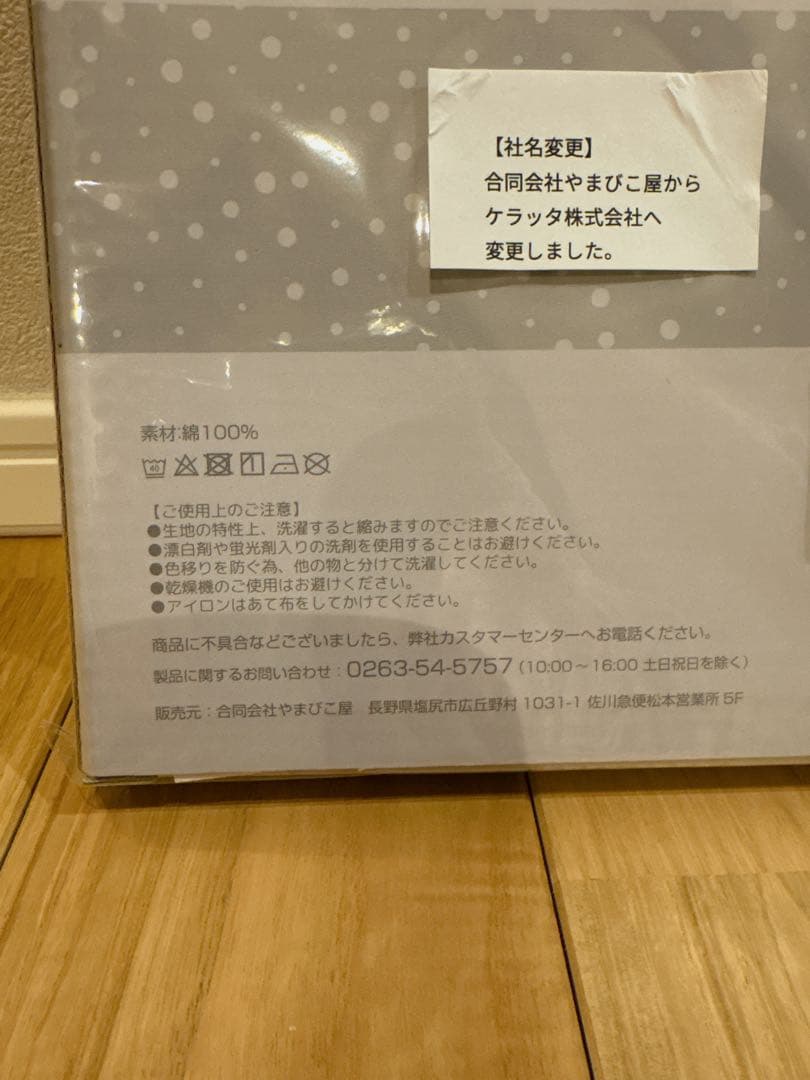 【社名変更】
合同会社やまびこ屋から
ケラッタ株式会社へ
変更しました。
素材:綿100%
40
【ご使用上のご注意】
●生地の特性上、洗濯すると縮みますのでご注意ください。
●漂白剤や蛍光剤入りの洗剤を使用することはお避けください。
●色移りを防ぐ為、他の物と分けて洗濯してください。
●乾燥機のご使用はお避けください。
●アイロンはあて布をしてかけてください。
商品に不具合などございましたら、弊社カスタマーセンターへお電話ください。
製品に関するお問い合わせ：0263-54-5757（10:00～16:00 土日祝日を除く）
販売元：合同会社やまびこ屋　長野県塩尻市広丘野村 1031-1 佐川急便松本営業所 5F